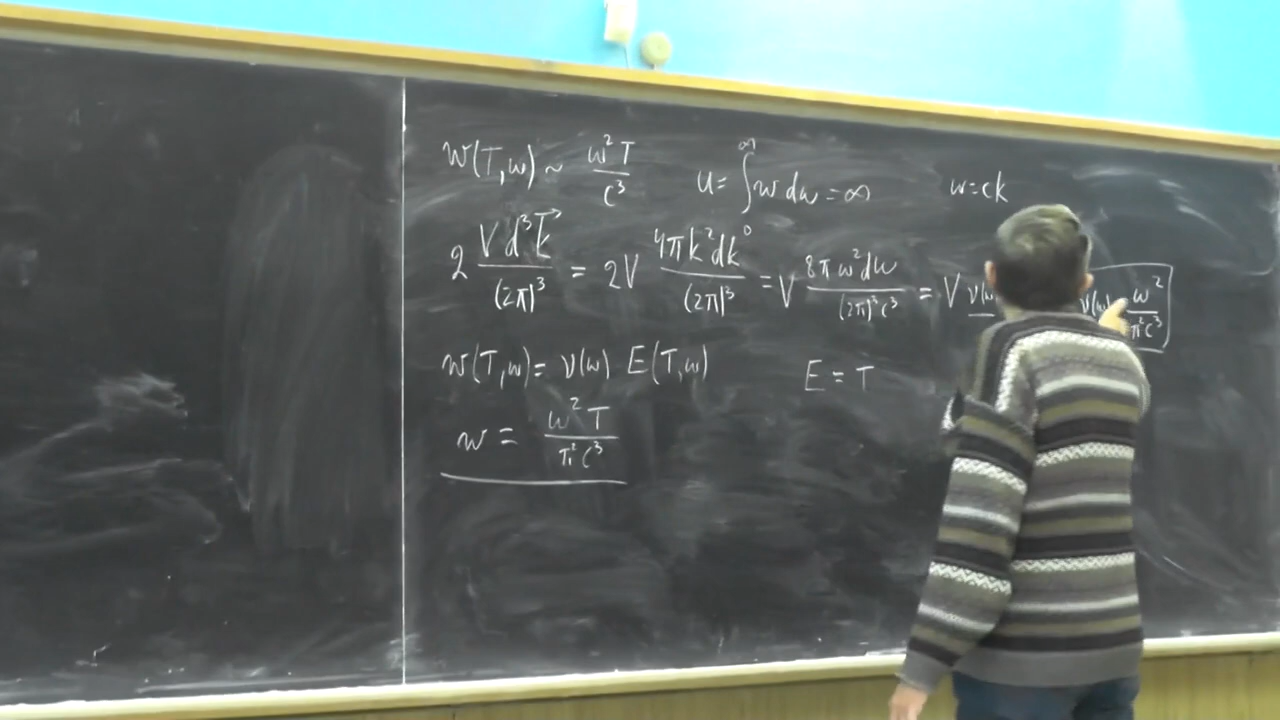 w(T,ω) ~ ω²T/c³ u = ∫^∞ w dω = ∞ ω=ck
2 V d³k⃗/(2π)³ = 2V 4πk²dk/(2π)³ = V 8πω²dω/(2π)³c³ = V ν(ω ν(ω) ω²/π²c³
w(T,ω) = ν(ω) E(T,ω) E = T
w = ω²T/π²c³